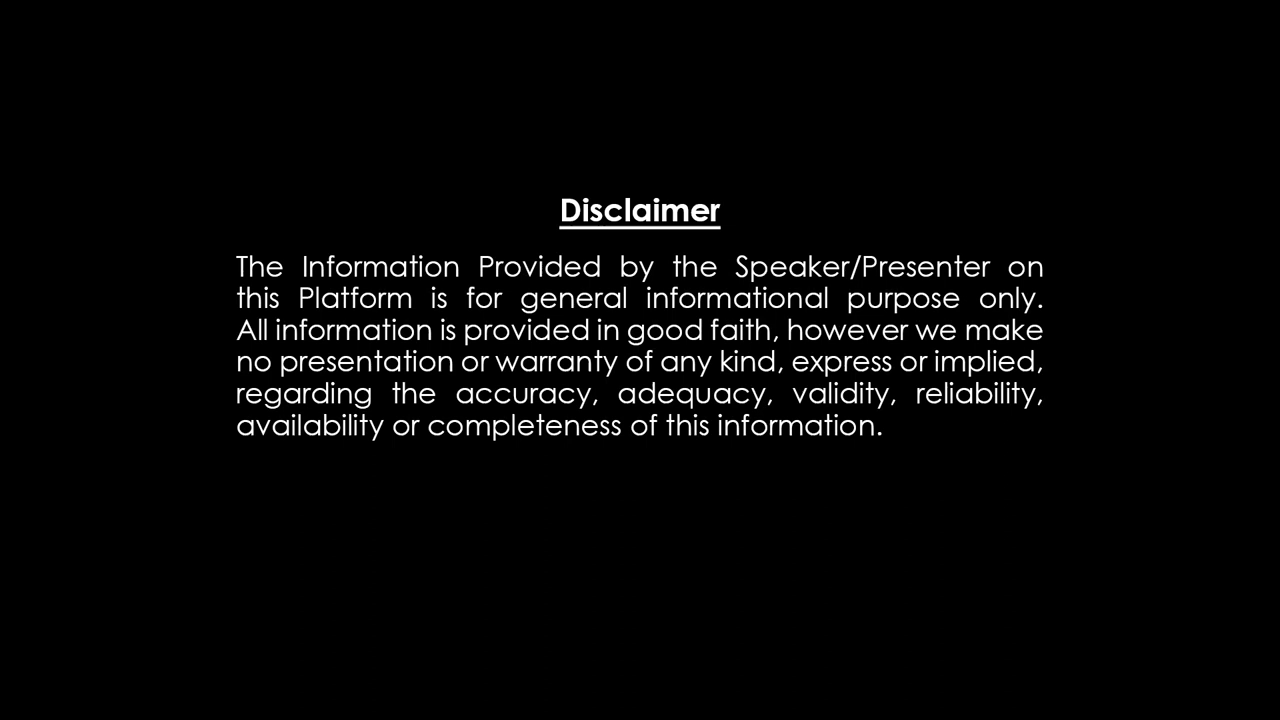 Disclaimer
The Information Provided by the Speaker/Presenter on
this Platform is for general informational purpose only.
All information is provided in good faith, however we make
no presentation or warranty of any kind, express or implied,
regarding the accuracy, adequacy, validity, reliability,
availability or completeness of this information.